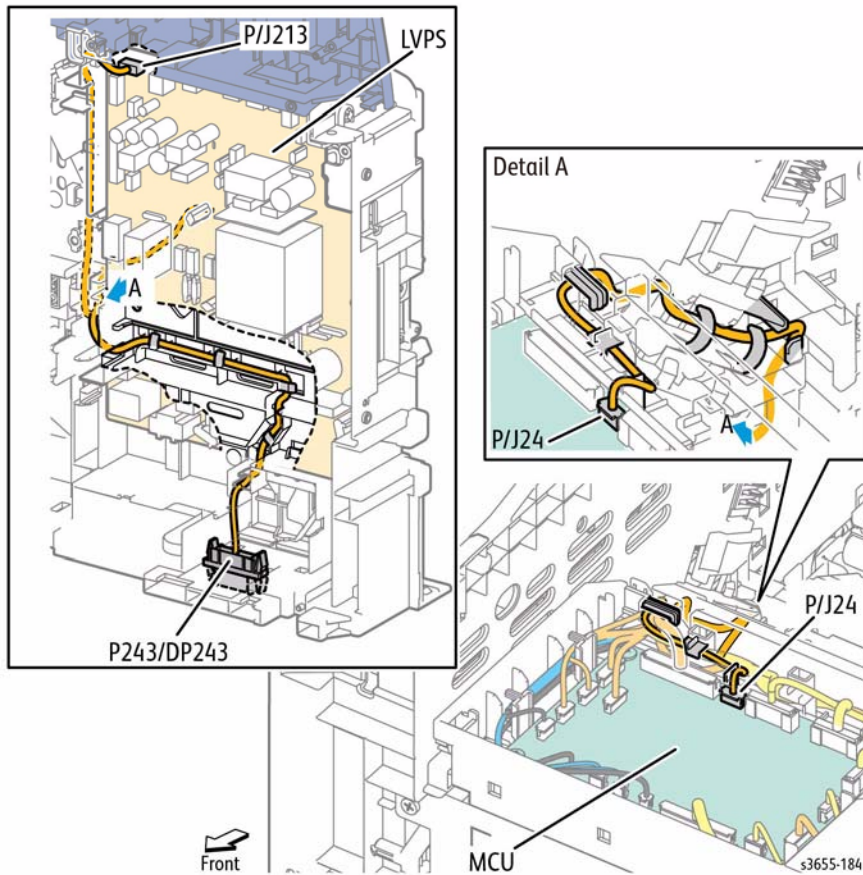 P/J213
LVPS
A
P243/DP243
Detail A
P/J24
A
P/J24
MCU
Front
s3655-184